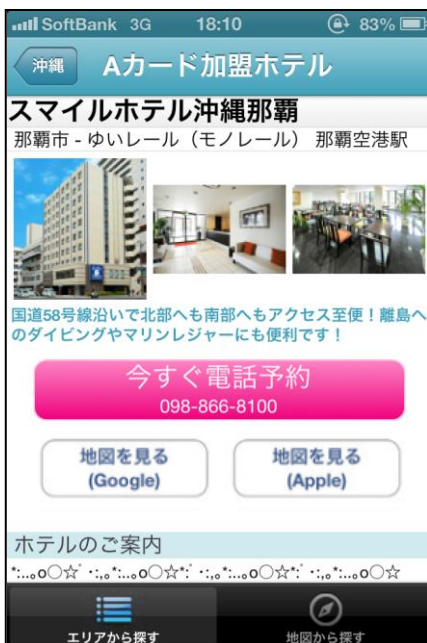 SoftBank 3G 18:10 83%
沖縄 Aカード加盟ホテル
スマイルホテル沖縄那覇
那覇市 - ゆいレール（モノレール） 那覇空港駅
国道58号線沿いで北部へも南部へもアクセス至便！離島へ
のダイビングやマリンレジャーにも便利です！
今すぐ電話予約
098-866-8100
地図を見る 地図を見る
(Google) (Apple)
ホテルのご案内
*:...｡o○☆ﾟ･:,｡*:...｡o○☆*:ﾟ･:,｡*:...｡o○☆*:ﾟ･:,｡*:...｡o○☆
エリアから探す 地図から探す